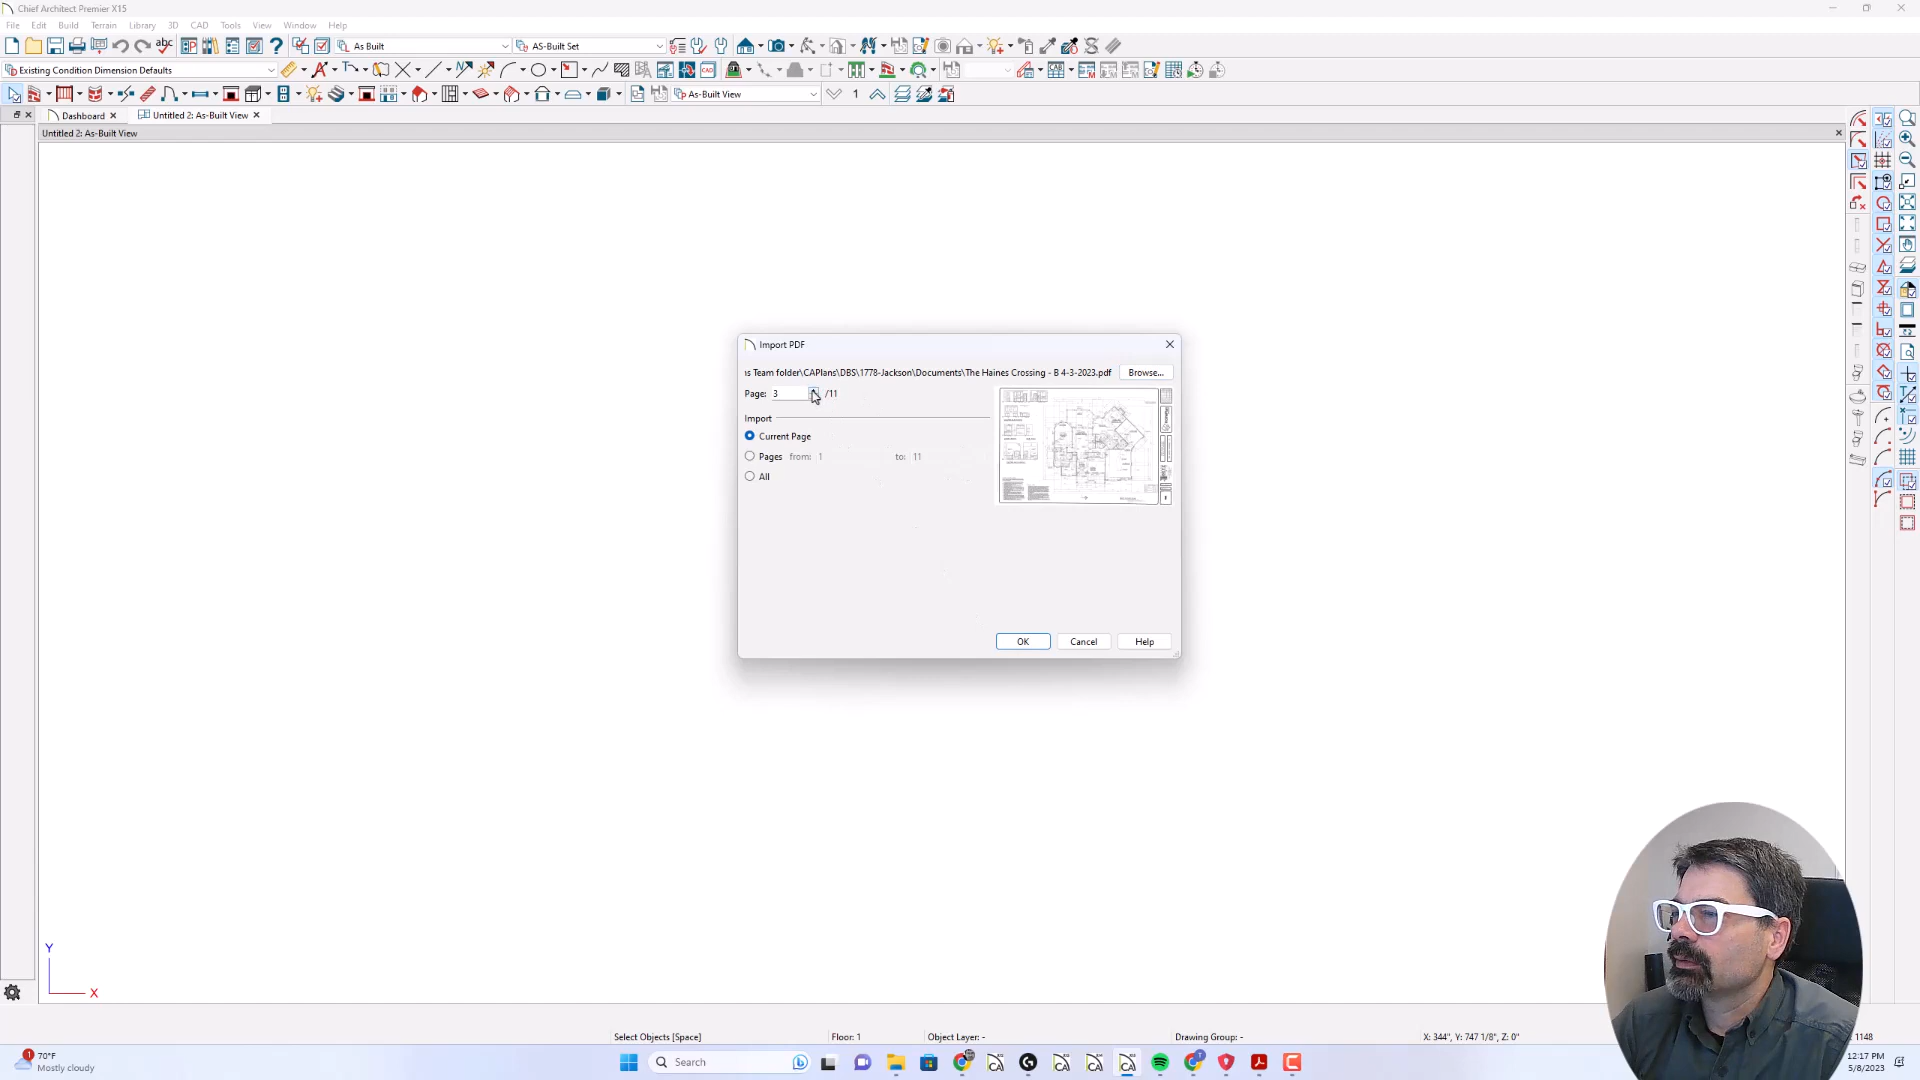 Chief Architect Premier X15
File Edit Build Terrain Library 3D CAD Tools View Window Help
As Built AS-Built Set
Existing Condition Dimension Defaults
As-Built View 1
Dashboard Untitled 2: As-Built View
Untitled 2: As-Built View
Import PDF
s Team folder\CAPlans\DBS\1778-Jackson\Documents\The Haines Crossing - B 4-3-2023.pdf Browse...
Page: 3 /11
Import
Current Page
Pages from: 1 to: 11
All
OK Cancel Help
Y
X
Select Objects [Space] Floor: 1 Object Layer: - Drawing Group: - X: 344", Y: 747 1/8", Z: 0" 1148
1 70°F
Mostly cloudy
Search
12:17 PM
5/8/2023